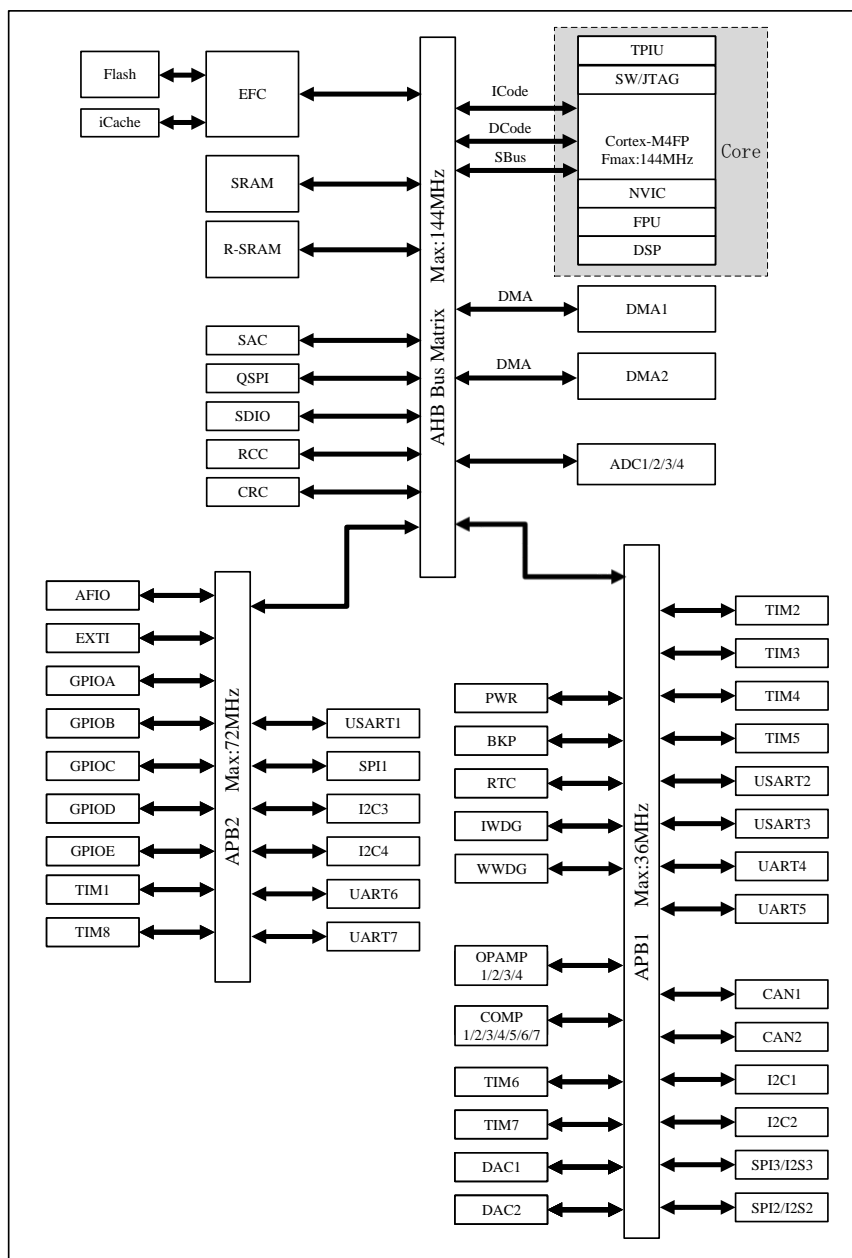 Flash
iCache
EFC
SRAM
R-SRAM
SAC
QSPI
SDIO
RCC
CRC
AHB Bus Matrix Max:144MHz
ICode
DCode
SBus
TPIU
SW/JTAG
Cortex-M4FP
Fmax:144MHz
NVIC
FPU
DSP
Core
DMA
DMA1
DMA
DMA2
ADC1/2/3/4
AFIO
EXTI
GPIOA
GPIOB
GPIOC
GPIOD
GPIOE
TIM1
TIM8
APB2 Max:72MHz
USART1
SPI1
I2C3
I2C4
UART6
UART7
PWR
BKP
RTC
IWDG
WWDG
OPAMP
1/2/3/4
COMP
1/2/3/4/5/6/7
TIM6
TIM7
DAC1
DAC2
APB1 Max:36MHz
TIM2
TIM3
TIM4
TIM5
USART2
USART3
UART4
UART5
CAN1
CAN2
I2C1
I2C2
SPI3/I2S3
SPI2/I2S2